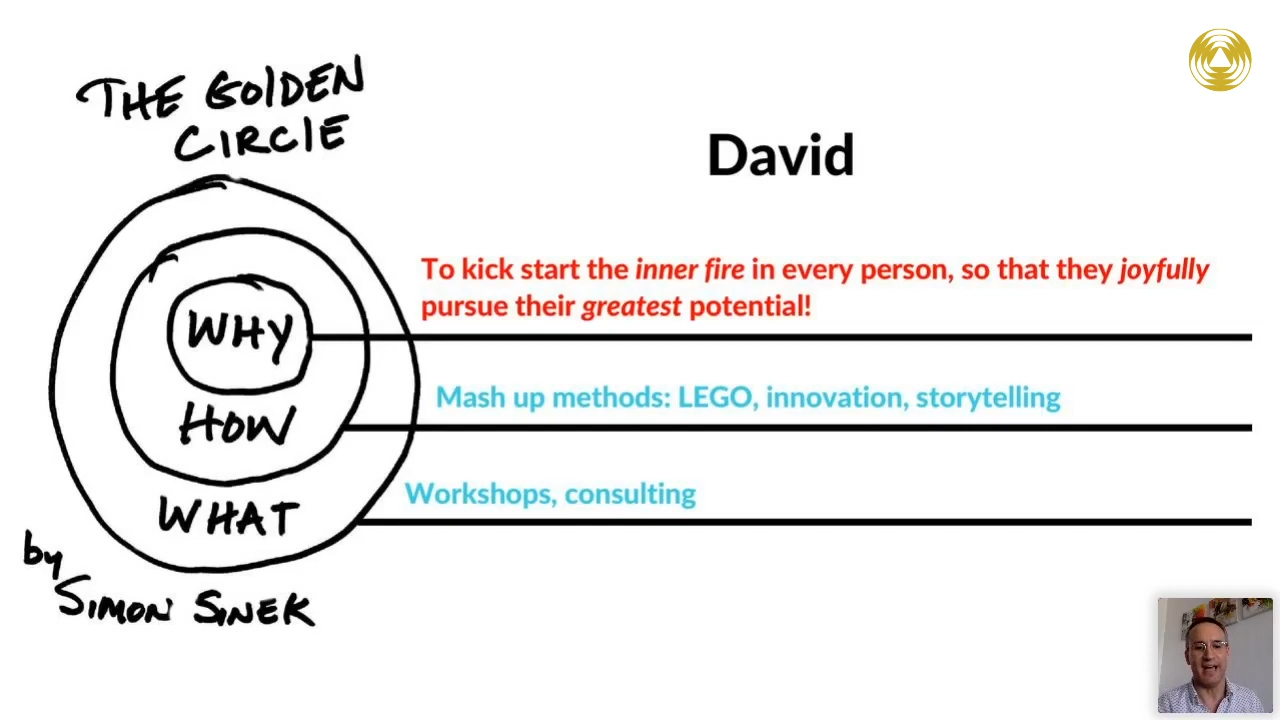 THE GOLDEN
CIRCLE
David
To kick start the inner fire in every person, so that they joyfully
pursue their greatest potential!
WHY
Mash up methods: LEGO, innovation, storytelling
HOW
Workshops, consulting
WHAT
by
SIMON SINEK